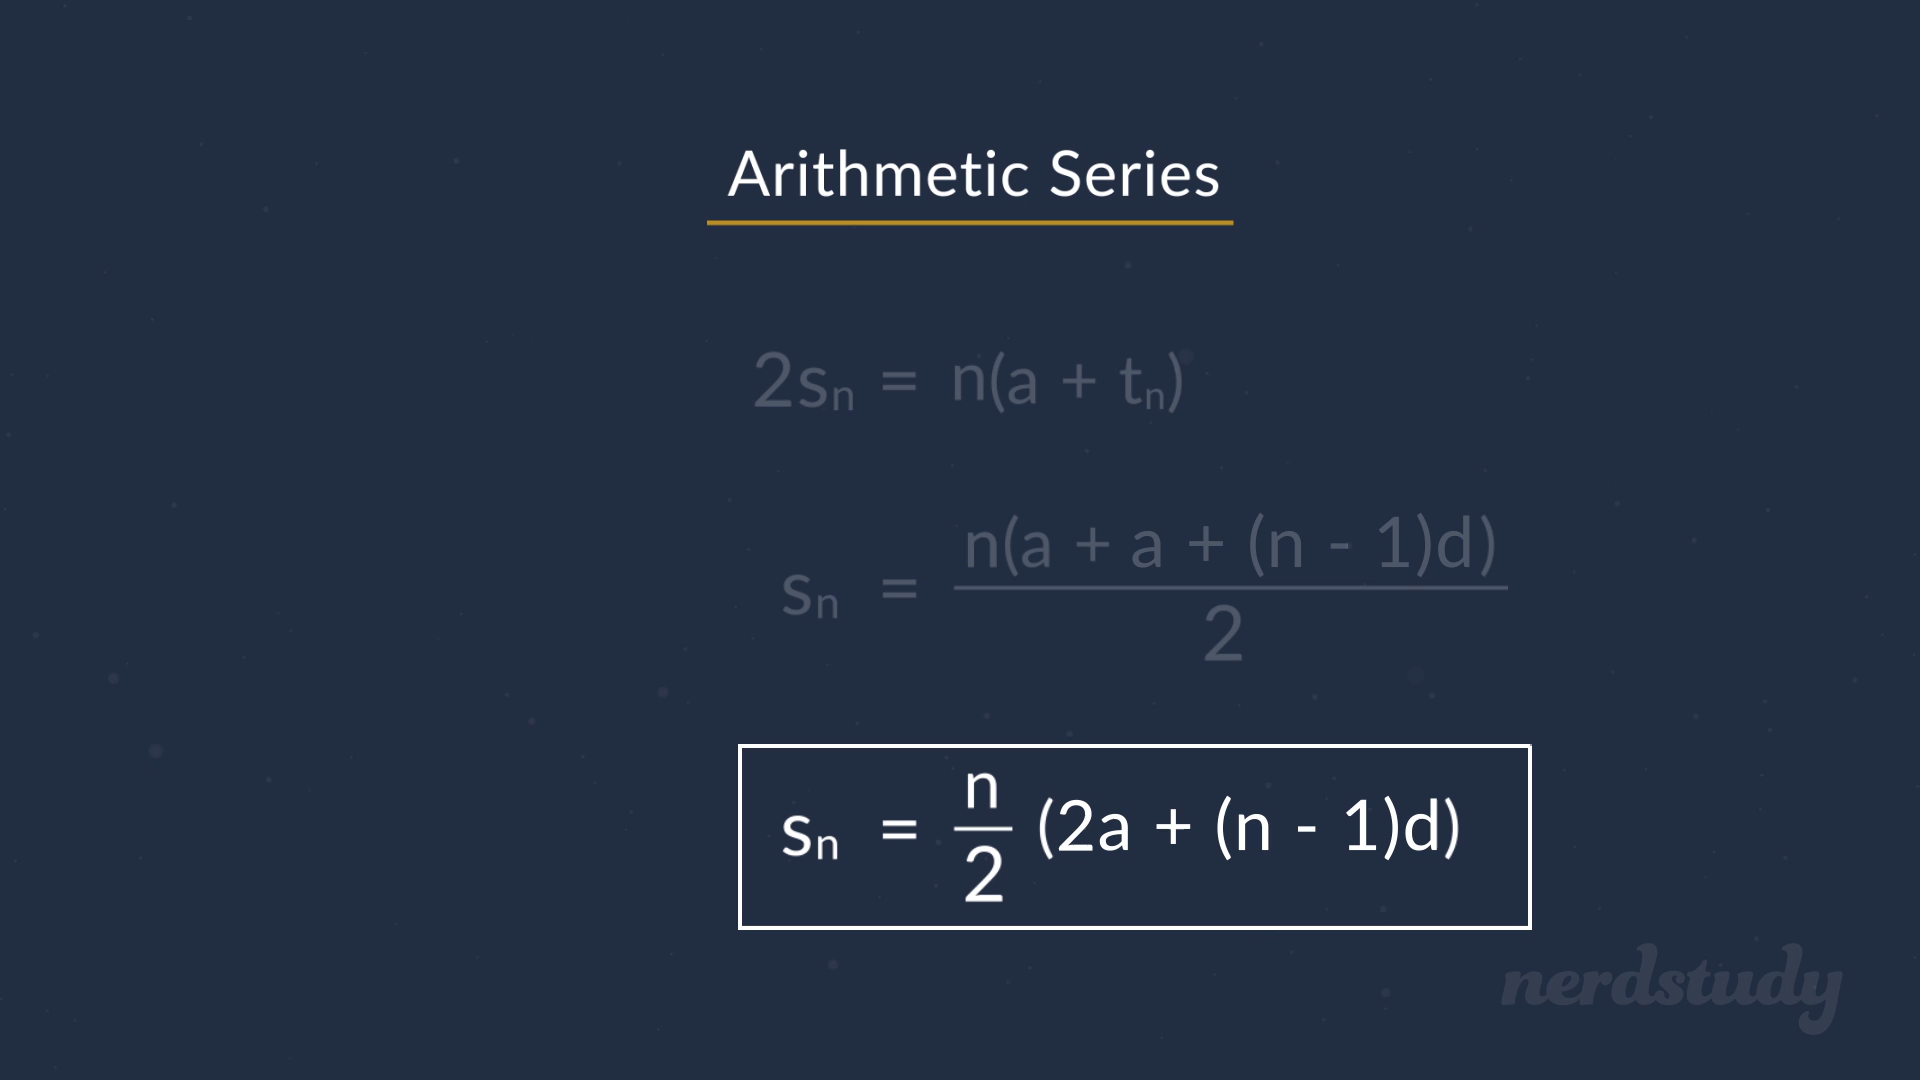 Arithmetic Series
2sₙ = n(a + tₙ)
sₙ = n(a + a + (n - 1)d) / 2
sₙ = n/2 (2a + (n - 1)d)
nerdstudy